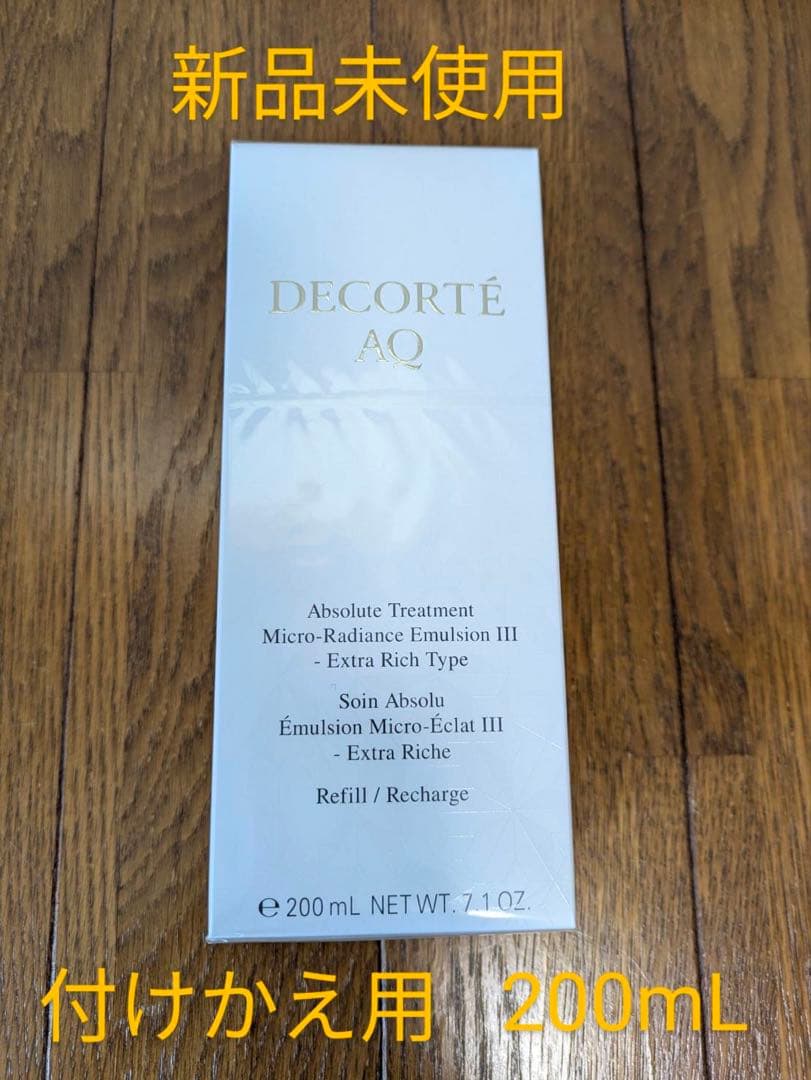 新品未使用
DECORTÉ
AQ
Absolute Treatment
Micro-Radiance Emulsion III
- Extra Rich Type
Soin Absolu
Émulsion Micro-Éclat III
- Extra Riche
Refill / Recharge
℮ 200 mL NET WT. 7.1 OZ.
付けかえ用 200mL